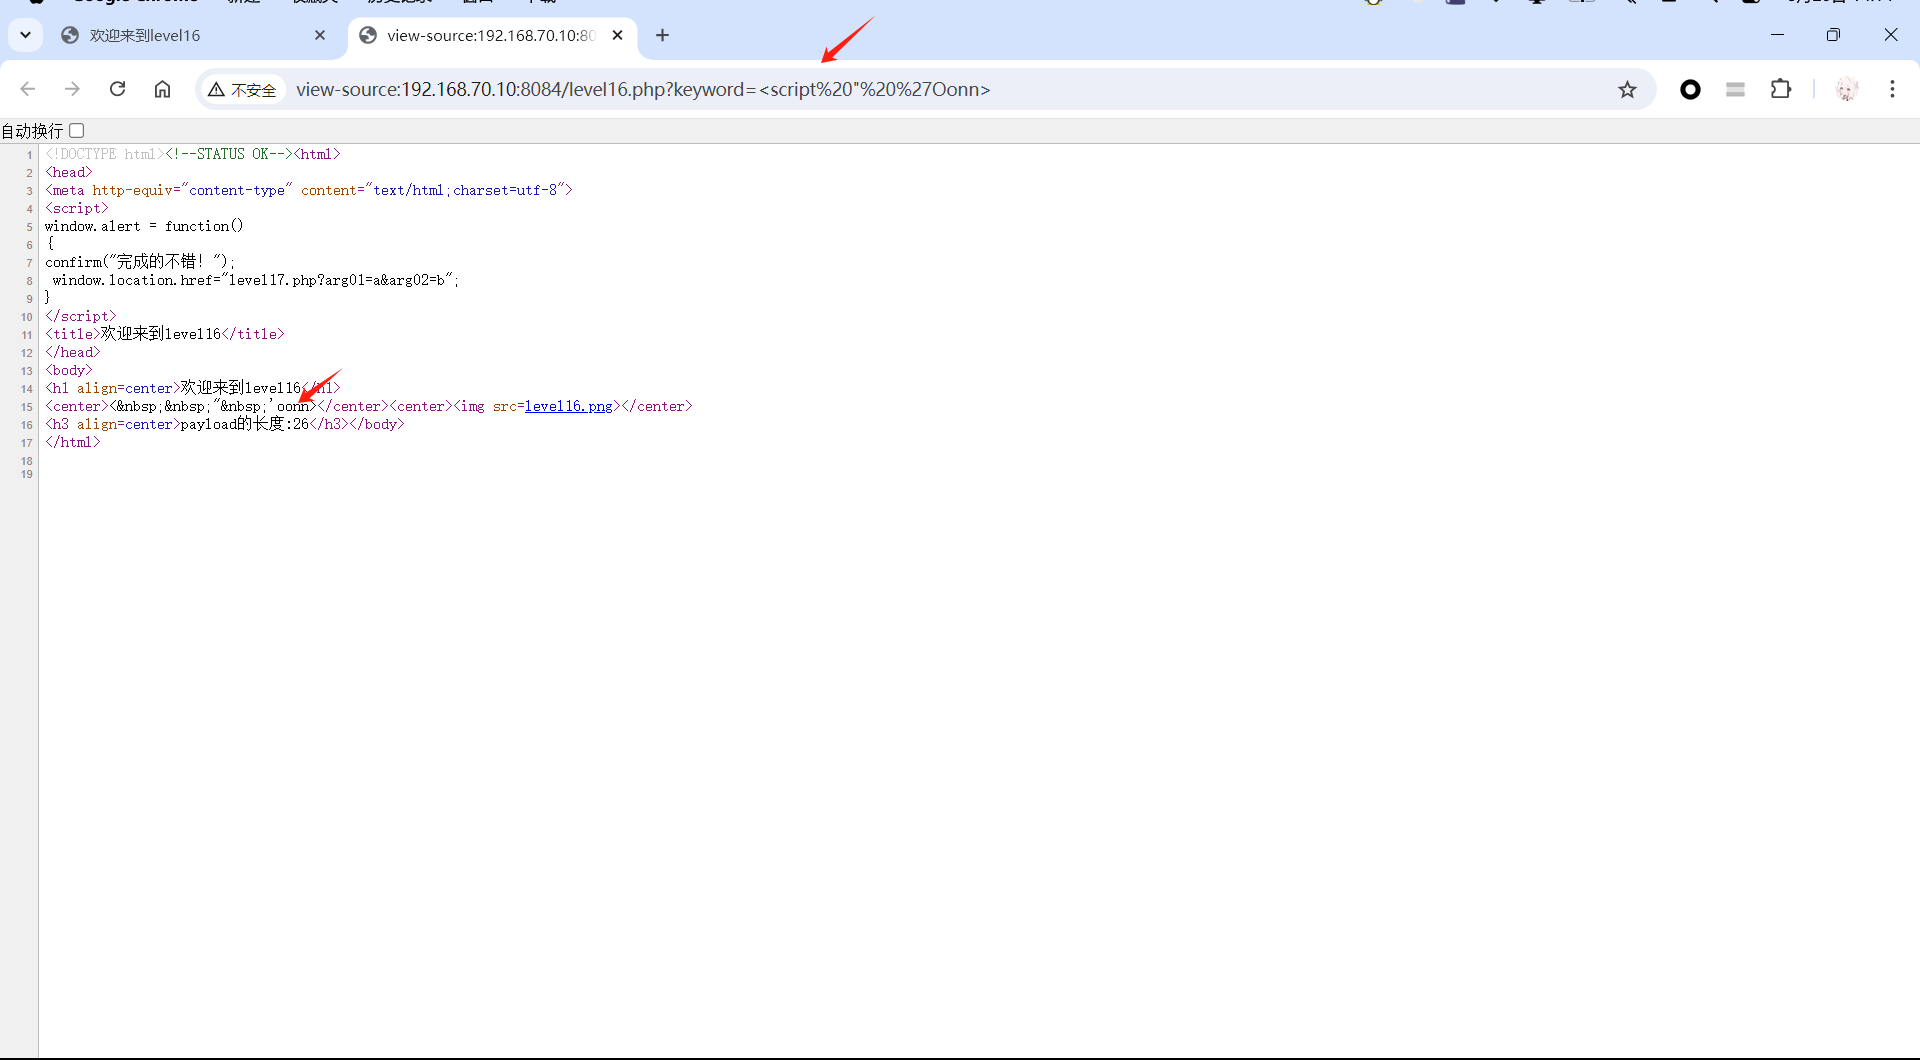 欢迎来到level16
view-source:192.168.70.10:80
不安全
view-source:192.168.70.10:8084/level16.php?keyword=<script%20"%20%27Oonn>
自动换行
1 <!DOCTYPE html><!--STATUS OK--><html>
2 <head>
3 <meta http-equiv="content-type" content="text/html;charset=utf-8">
4 <script>
5 window.alert = function()
6 {
7 confirm("完成的不错！");
8 window.location.href="level17.php?arg01=a&arg02=b";
9 }
10 </script>
11 <title>欢迎来到level16</title>
12 </head>
13 <body>
14 <h1 align=center>欢迎来到level16</h1>
15 <center><&nbsp;&nbsp;"&nbsp;'oonn></center><center><img src=level16.png></center>
16 <h3 align=center>payload的长度:26</h3></body>
17 </html>
18
19